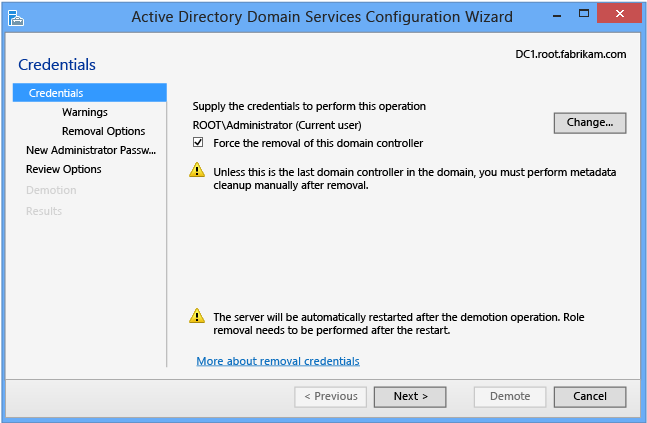 Active Directory Domain Services Configuration Wizard
DC1.root.fabrikam.com
Credentials
Credentials
Warnings
Removal Options
New Administrator Passw...
Review Options
Demotion
Results
Supply the credentials to perform this operation
ROOT\Administrator (Current user)
Change...
Force the removal of this domain controller
Unless this is the last domain controller in the domain, you must perform metadata
cleanup manually after removal.
The server will be automatically restarted after the demotion operation. Role
removal needs to be performed after the restart.
More about removal credentials
< Previous
Next >
Demote
Cancel